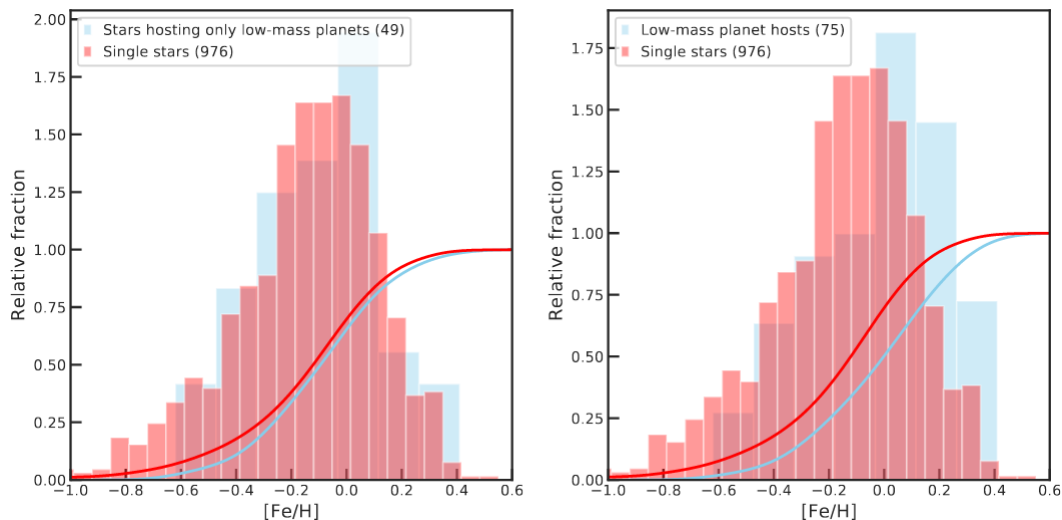 Stars hosting only low-mass planets (49)
Single stars (976)
Relative fraction
2.00
1.75
1.50
1.25
1.00
0.75
0.50
0.25
0.00
−1.0 −0.8 −0.6 −0.4 −0.2 0.0 0.2 0.4 0.6
[Fe/H]
Low-mass planet hosts (75)
Single stars (976)
Relative fraction
1.75
1.50
1.25
1.00
0.75
0.50
0.25
0.00
−1.0 −0.8 −0.6 −0.4 −0.2 0.0 0.2 0.4 0.6
[Fe/H]